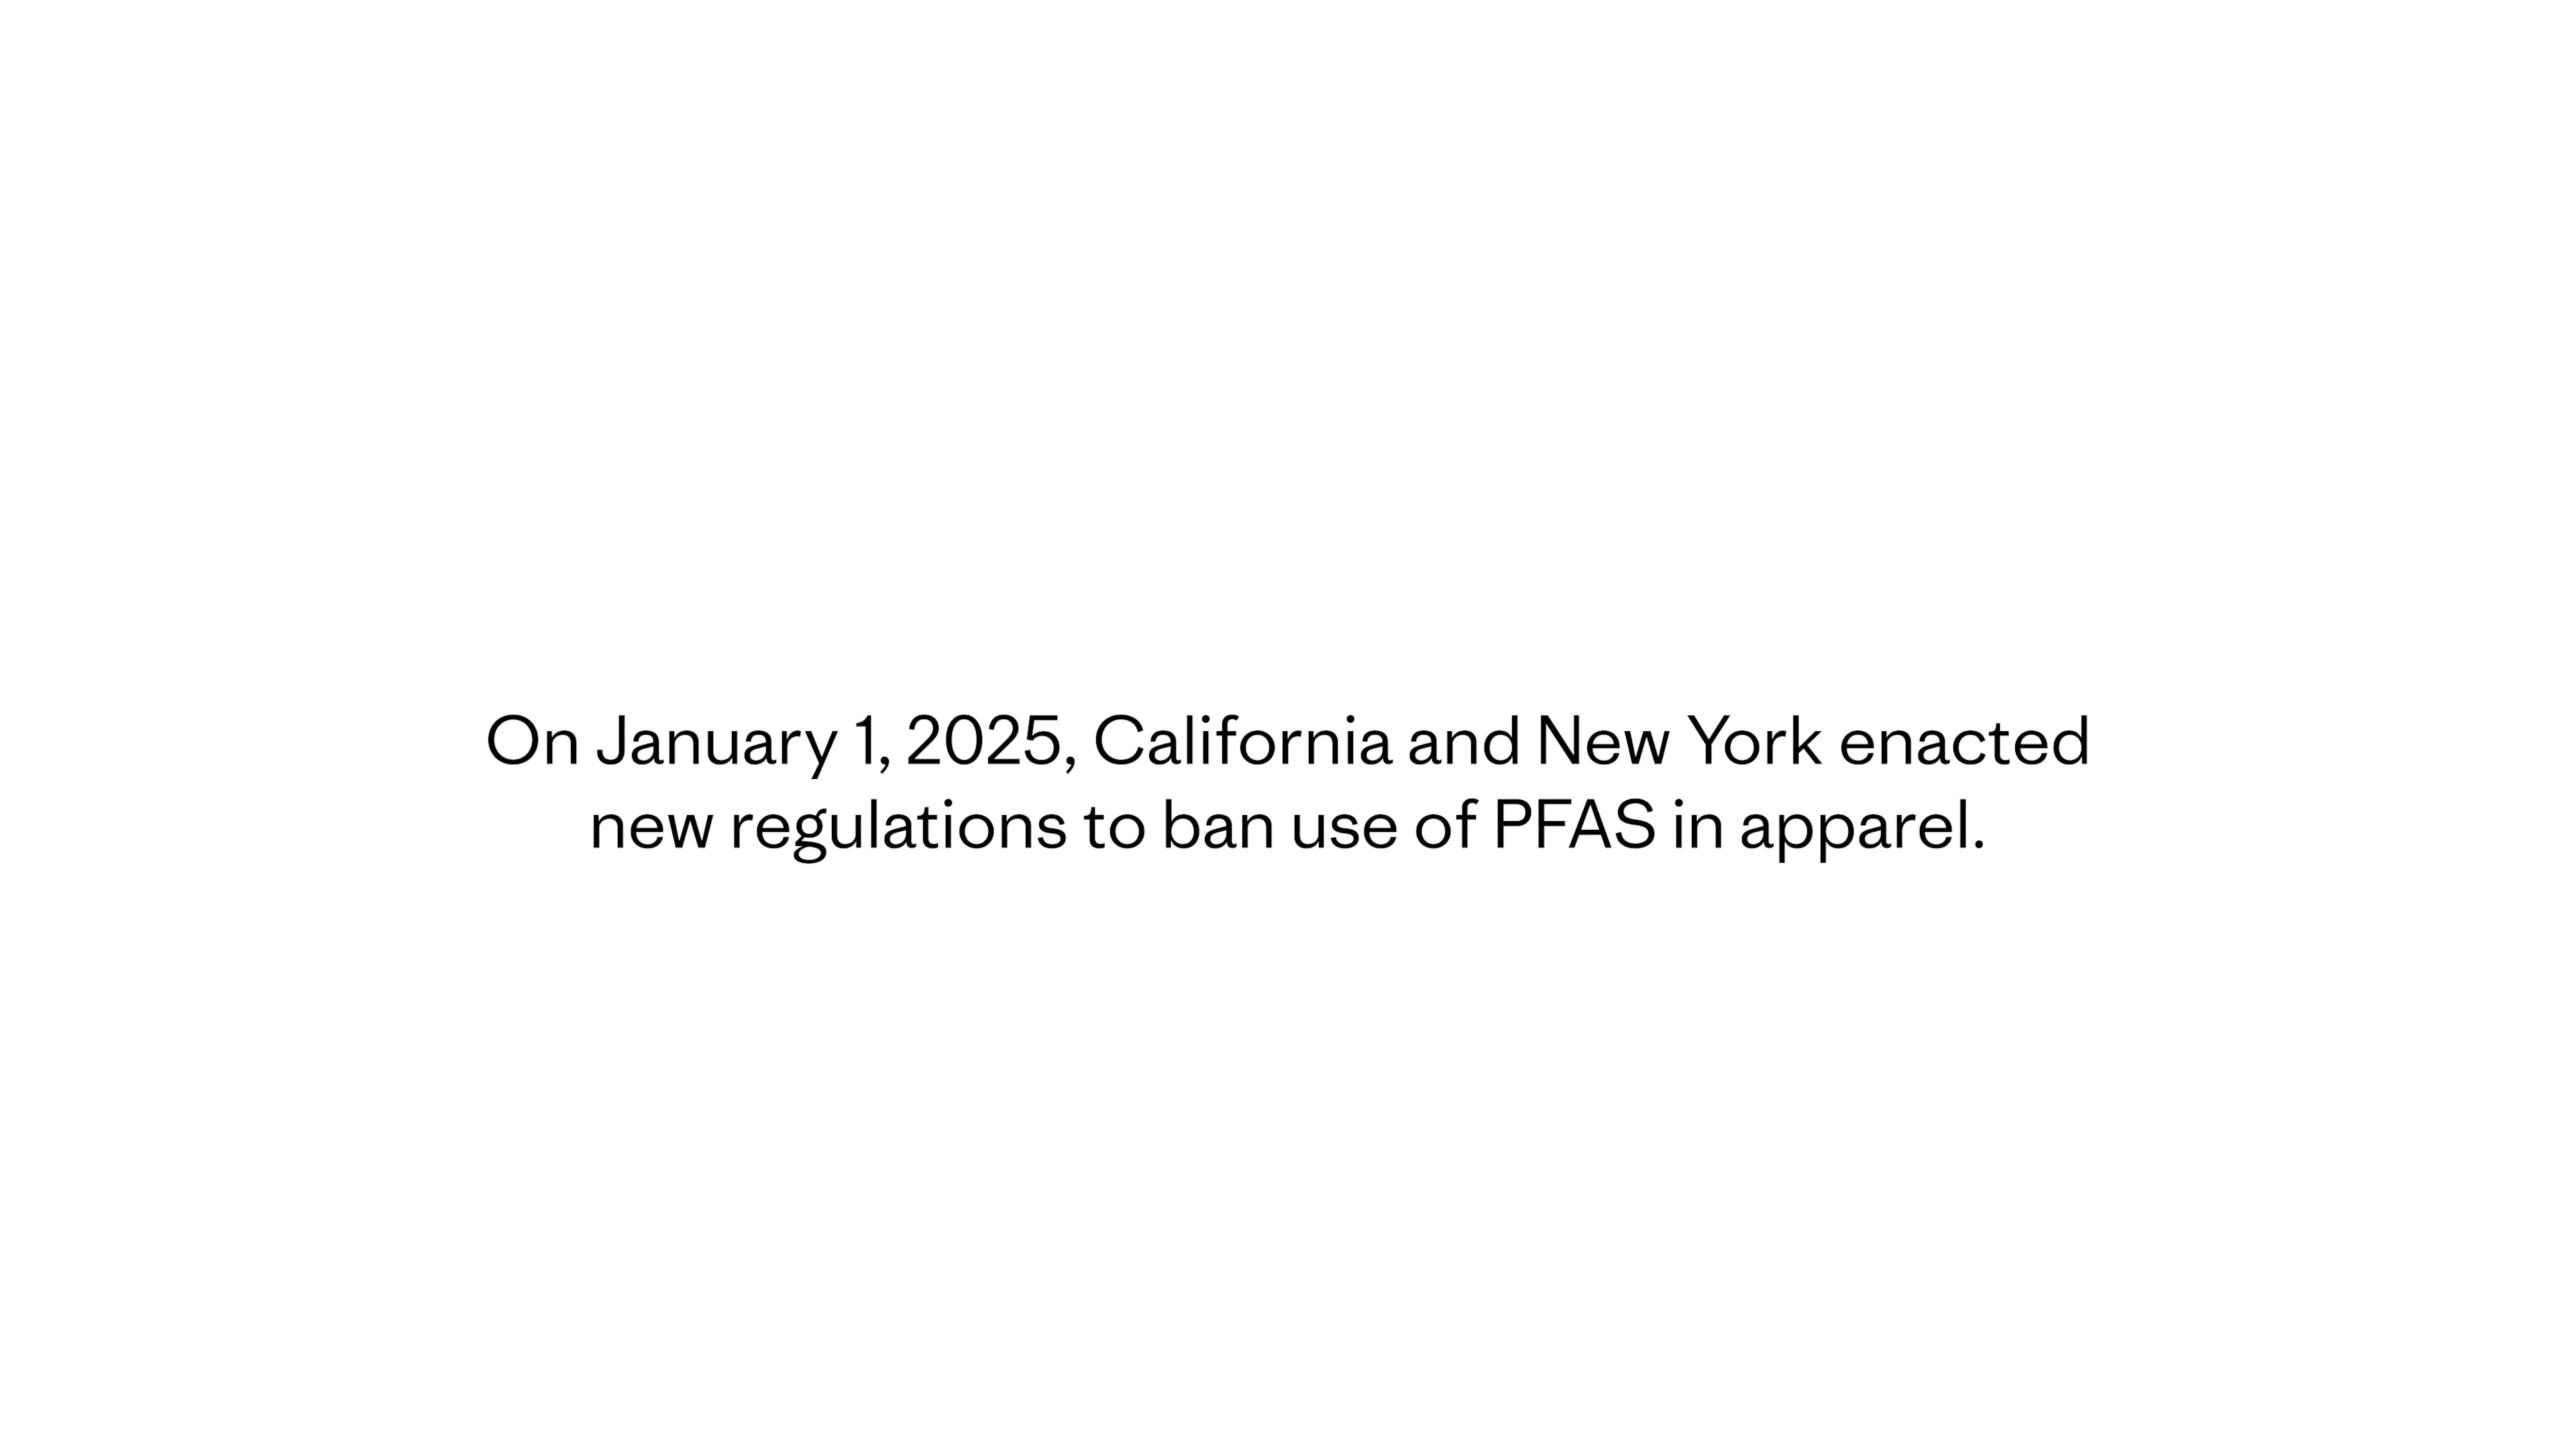 On January 1, 2025, California and New York enacted
new regulations to ban use of PFAS in apparel.